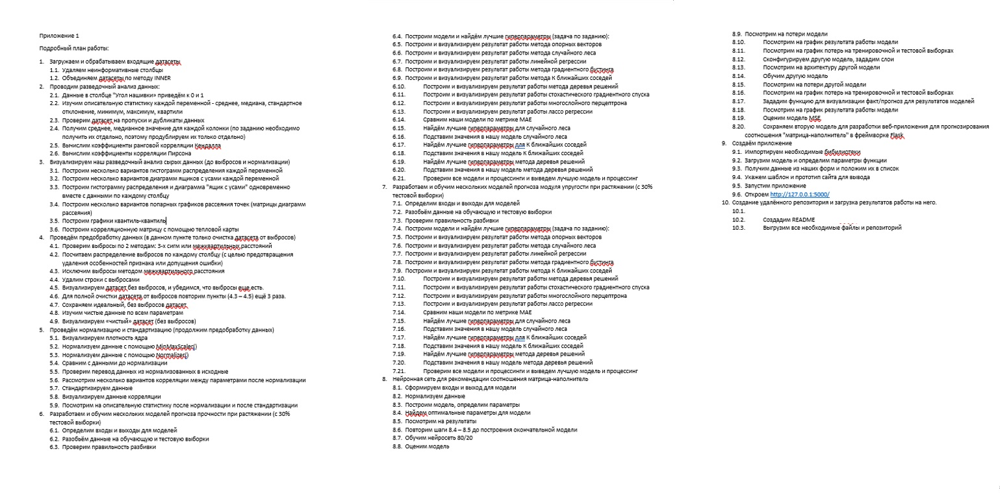 Приложение 1
Подробный план работы:
1. Загружаем и обрабатываем входящие датасеты
1.1. Удаляем неинформативные столбцы
1.2. Объединяем датасеты по методу INNER
2. Проводим разведочный анализ данных:
2.1. Данные в столбце "Угол нашивки» приведём к 0 и 1
2.2. Изучим описательную статистику каждой переменной - среднее, медиана, стандартное
отклонение, минимум, максимум, квартили
2.3. Проверим датасет на пропуски и дубликаты данных
2.4. Получим среднее, медианное значение для каждой колонки (по заданию необходимо
получить их отдельно, поэтому продублируем их только отдельно)
2.5. Вычислим коэффициенты ранговой корреляции Кендалла
2.6. Вычислим коэффициенты корреляции Пирсона
3. Визуализируем наш разведочный анализ сырых данных (до выбросов и нормализации)
3.1. Построим несколько вариантов гистограмм распределения каждой переменной
3.2. Построим несколько вариантов диаграмм ящиков с усами каждой переменной
3.3. Построим гистограмму распределения и диаграмма "ящик с усами" одновременно
вместе с данными по каждому столбцу
3.4. Построим несколько вариантов попарных графиков рассеяния точек (матрицы диаграмм
рассеяния)
3.5. Построим графики квантиль-квантиль
3.6. Построим корреляционную матрицу с помощью тепловой карты
4. Проведём предобработку данных (в данном пункте только очистка датасета от выбросов)
4.1. Проверим выбросы по 2 методам: 3-х сигм или межквартильных расстояний
4.2. Посчитаем распределение выбросов по каждому столбцу (с целью предотвращения
удаления особенностей признака или допущения ошибки)
4.3. Исключим выбросы методом межквартильного расстояния
4.4. Удалим строки с выбросами
4.5. Визуализируем датасет без выбросов, и убедимся, что выбросы еще есть.
4.6. Для полной очистки датасета от выбросов повторим пункты (4.3 – 4.5) ещё 3 раза.
4.7. Сохраняем идеальный, без выбросов датасет
4.8. Изучим чистые данные по всем параметрам
4.9. Визуализируем «чистый» датасет (без выбросов)
5. Проведём нормализацию и стандартизацию (продолжим предобработку данных)
5.1. Визуализируем плотность ядра
5.2. Нормализуем данные с помощью MinMaxScaler()
5.3. Нормализуем данные с помощью Normalizer()
5.4. Сравним с данными до нормализации
5.5. Проверим перевод данных из нормализованных в исходные
5.6. Рассмотрим несколько вариантов корреляции между параметрами после нормализации
5.7. Стандартизируем данные
5.8. Визуализируем данные корреляции
5.9. Посмотрим на описательную статистику после нормализации и после стандартизации
6. Разработаем и обучим нескольких моделей прогноза прочности при растяжении (с 30%
тестовой выборки)
6.1. Определим входы и выходы для моделей
6.2. Разобьём данные на обучающую и тестовую выборки
6.3. Проверим правильность разбивки
6.4. Построим модели и найдём лучшие гиперпараметры (задача по заданию):
6.5. Построим и визуализируем результат работы метода опорных векторов
6.6. Построим и визуализируем результат работы метода случайного леса
6.7. Построим и визуализируем результат работы линейной регрессии
6.8. Построим и визуализируем результат работы метода градиентного бустинга
6.9. Построим и визуализируем результат работы метода К ближайших соседей
6.10. Построим и визуализируем результат работы метода деревья решений
6.11. Построим и визуализируем результат работы стохастического градиентного спуска
6.12. Построим и визуализируем результат работы многослойного перцептрона
6.13. Построим и визуализируем результат работы лассо регрессии
6.14. Сравним наши модели по метрике МАЕ
6.15. Найдём лучшие гиперпараметры для случайного леса
6.16. Подставим значения в нашу модель случайного леса
6.17. Найдём лучшие гиперпараметры для К ближайших соседей
6.18. Подставим значения в нашу модель К ближайших соседей
6.19. Найдём лучшие гиперпараметры метода деревья решений
6.20. Подставим значения в нашу модель метода деревья решений
6.21. Проверим все модели и процессинги и выведем лучшую модель и процессинг
7. Разработаем и обучим нескольких моделей прогноза модуля упругости при растяжении (с 30%
тестовой выборки)
7.1. Определим входы и выходы для моделей
7.2. Разобьём данные на обучающую и тестовую выборки
7.3. Проверим правильность разбивки
7.4. Построим модели и найдём лучшие гиперпараметры (задача по заданию):
7.5. Построим и визуализируем результат работы метода опорных векторов
7.6. Построим и визуализируем результат работы метода случайного леса
7.7. Построим и визуализируем результат работы линейной регрессии
7.8. Построим и визуализируем результат работы метода градиентного бустинга
7.9. Построим и визуализируем результат работы метода К ближайших соседей
7.10. Построим и визуализируем результат работы метода деревья решений
7.11. Построим и визуализируем результат работы стохастического градиентного спуска
7.12. Построим и визуализируем результат работы многослойного перцептрона
7.13. Построим и визуализируем результат работы лассо регрессии
7.14. Сравним наши модели по метрике МАЕ
7.15. Найдём лучшие гиперпараметры для случайного леса
7.16. Подставим значения в нашу модель случайного леса
7.17. Найдём лучшие гиперпараметры для К ближайших соседей
7.18. Подставим значения в нашу модель К ближайших соседей
7.19. Найдём лучшие гиперпараметры метода деревья решений
7.20. Подставим значения в нашу модель метода деревья решений
7.21. Проверим все модели и процессинги и выведем лучшую модель и процессинг
8. Нейронная сеть для рекомендации соотношения матрица-наполнитель
8.1. Сформируем входы и выход для модели
8.2. Нормализуем данные
8.3. Построим модель, определим параметры
8.4. Найдем оптимальные параметры для модели
8.5. Посмотрим на результаты
8.6. Повторим шаги 8.4 – 8.5 до построения окончательной модели
8.7. Обучим нейросеть 80/20
8.8. Оценим модель
8.9. Посмотрим на потери модели
8.10. Посмотрим на график результата работы модели
8.11. Посмотрим на график потерь на тренировочной и тестовой выборках
8.12. Сконфигурируем другую модель, зададим слои
8.13. Посмотрим на архитектуру другой модели
8.14. Обучим другую модель
8.15. Посмотрим на потери другой модели
8.16. Посмотрим на график потерь на тренировочной и тестовой выборках
8.17. Зададим функцию для визуализации факт/прогноз для результатов моделей
8.18. Посмотрим на график результата работы модели
8.19. Оценим модель MSE
8.20. Сохраняем вторую модель для разработки веб-приложения для прогнозирования
соотношения "матрица-наполнитель" в фреймворке Flask
9. Создаём приложение
9.1. Импортируем необходимые бибилиотеки
9.2. Загрузим модель и определим параметры функции
9.3. Получим данные из наших форм и положим их в список
9.4. Укажем шаблон и прототип сайта для вывода
9.5. Запустим приложение
9.6. Откроем http://127.0.0.1:5000/
10. Создание удалённого репозитория и загрузка результатов работы на него.
10.1.
10.2. Создадим README
10.3. Выгрузим все необходимые файлы и репозиторий